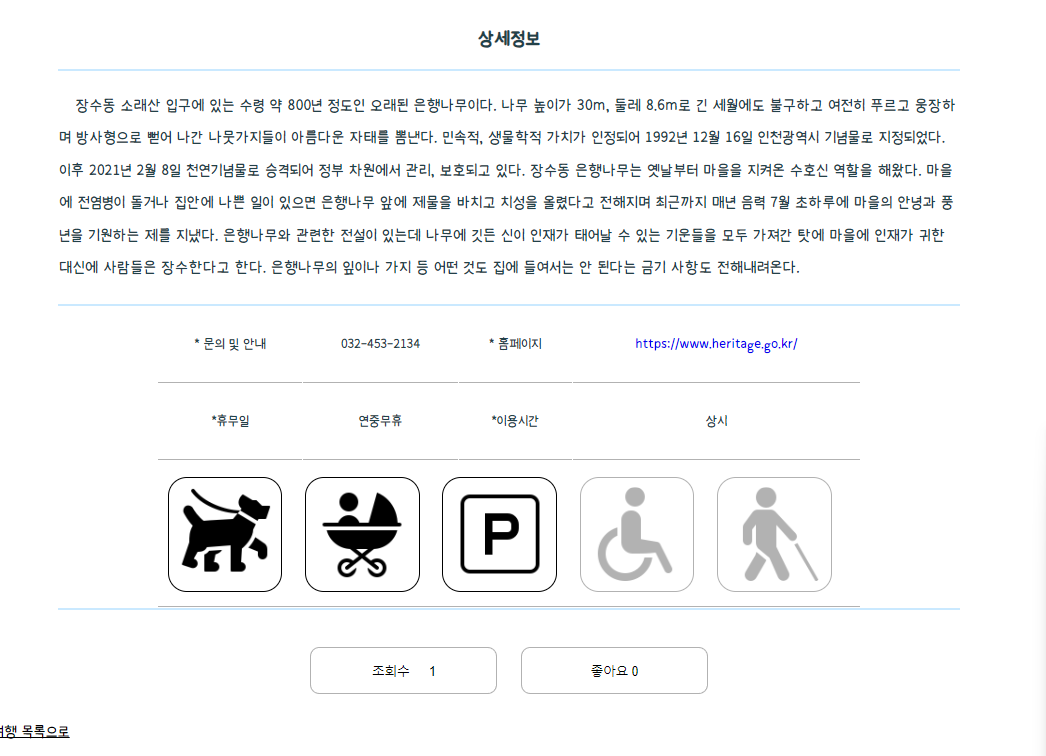 상세정보
장수동 소래산 입구에 있는 수령 약 800년 정도인 오래된 은행나무이다. 나무 높이가 30m, 둘레 8.6m로 긴 세월에도 불구하고 여전히 푸르고 웅장하
며 방사형으로 뻗어 나간 나뭇가지들이 아름다운 자태를 뽐낸다. 민속적, 생물학적 가치가 인정되어 1992년 12월 16일 인천광역시 기념물로 지정되었다.
이후 2021년 2월 8일 천연기념물로 승격되어 정부 차원에서 관리, 보호되고 있다. 장수동 은행나무는 옛날부터 마을을 지켜온 수호신 역할을 해왔다. 마을
에 전염병이 돌거나 집안에 나쁜 일이 있으면 은행나무 앞에 제물을 바치고 치성을 올렸다고 전해지며 최근까지 매년 음력 7월 초하루에 마을의 안녕과 풍
년을 기원하는 제를 지냈다. 은행나무와 관련한 전설이 있는데 나무에 깃든 신이 인재가 태어날 수 있는 기운들을 모두 가져간 탓에 마을에 인재가 귀한
대신에 사람들은 장수한다고 한다. 은행나무의 잎이나 가지 등 어떤 것도 집에 들여서는 안 된다는 금기 사항도 전해내려온다.
* 문의 및 안내 032-453-2134 * 홈페이지 https://www.heritage.go.kr/
*휴무일 연중무휴 *이용시간 상시
P
조회수 1 좋아요 0
행 목록으로